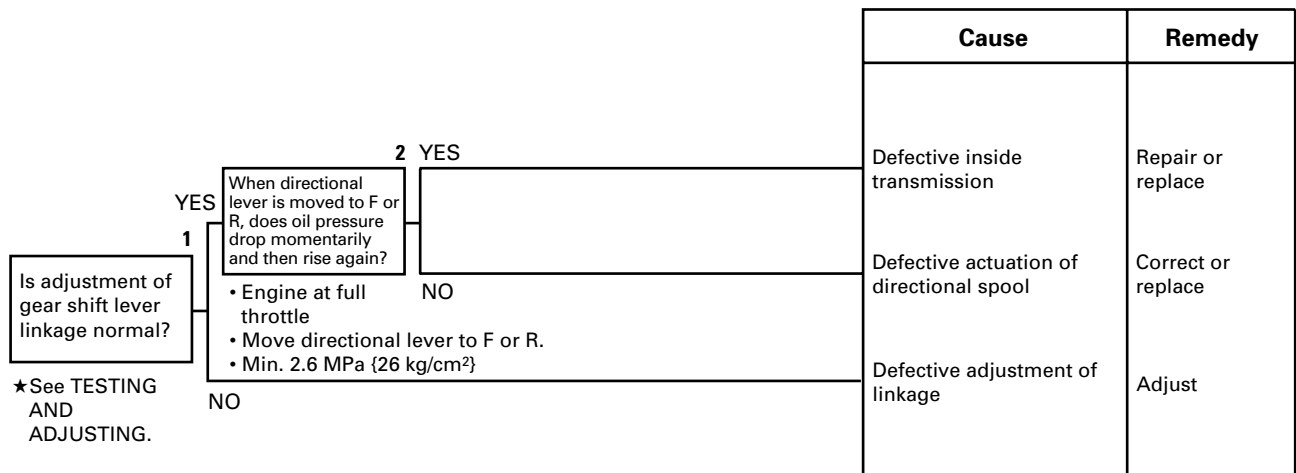 Cause
Remedy
2 YES
When directional
lever is moved to F or
R, does oil pressure
drop momentarily
and then rise again?
Defective inside
transmission
Repair or
replace
YES
1
Is adjustment of
gear shift lever
linkage normal?
• Engine at full
throttle
• Move directional lever to F or R.
• Min. 2.6 MPa {26 kg/cm²}
NO
Defective actuation of
directional spool
Correct or
replace
★See TESTING
AND
ADJUSTING.
NO
Defective adjustment of
linkage
Adjust